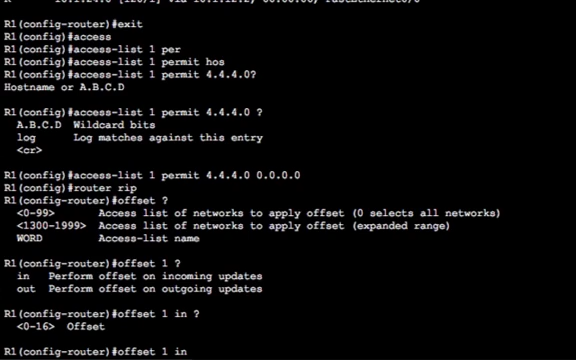 R1(config-router)#exit
R1(config)#access
R1(config)#access-list 1 per
R1(config)#access-list 1 permit hos
R1(config)#access-list 1 permit 4.4.4.0?
Hostname or A.B.C.D
R1(config)#access-list 1 permit 4.4.4.0 ?
A.B.C.D  Wildcard bits
log      Log matches against this entry
<cr>
R1(config)#access-list 1 permit 4.4.4.0 0.0.0.0
R1(config)#router rip
R1(config-router)#offset ?
<0-99>       Access list of networks to apply offset (0 selects all networks)
<1300-1999>  Access list of networks to apply offset (expanded range)
WORD         Access-list name
R1(config-router)#offset 1 ?
in   Perform offset on incoming updates
out  Perform offset on outgoing updates
R1(config-router)#offset 1 in ?
<0-16>  Offset
R1(config-router)#offset 1 in